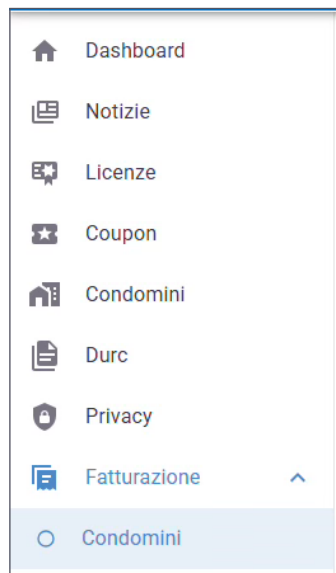 Dashboard
Notizie
Licenze
Coupon
Condomini
Durc
Privacy
Fatturazione
Condomini